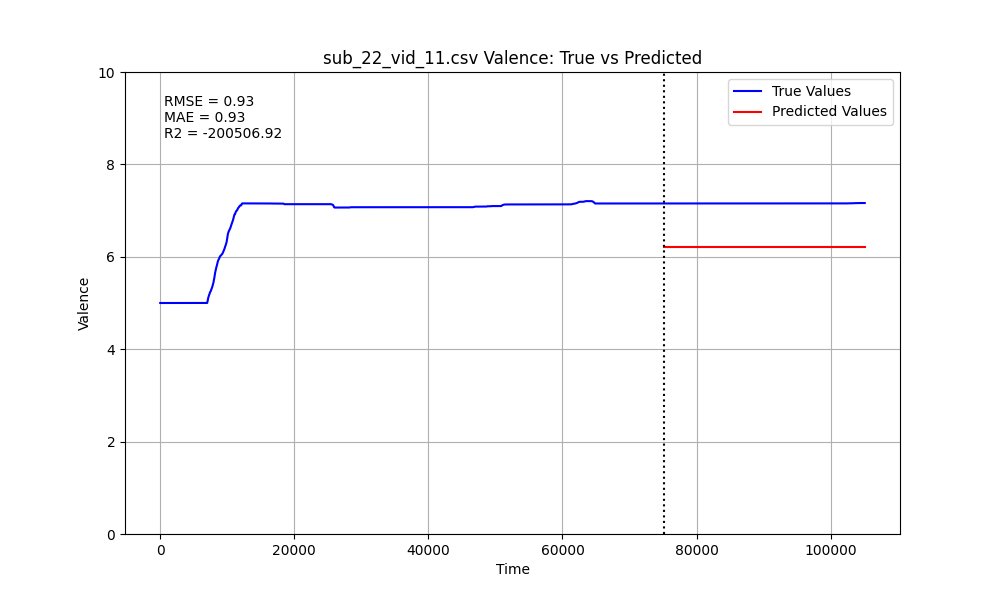 sub_22_vid_11.csv Valence: True vs Predicted
RMSE = 0.93
MAE = 0.93
R2 = -200506.92
True Values
Predicted Values
10
8
6
4
2
0
Valence
0 20000 40000 60000 80000 100000
Time